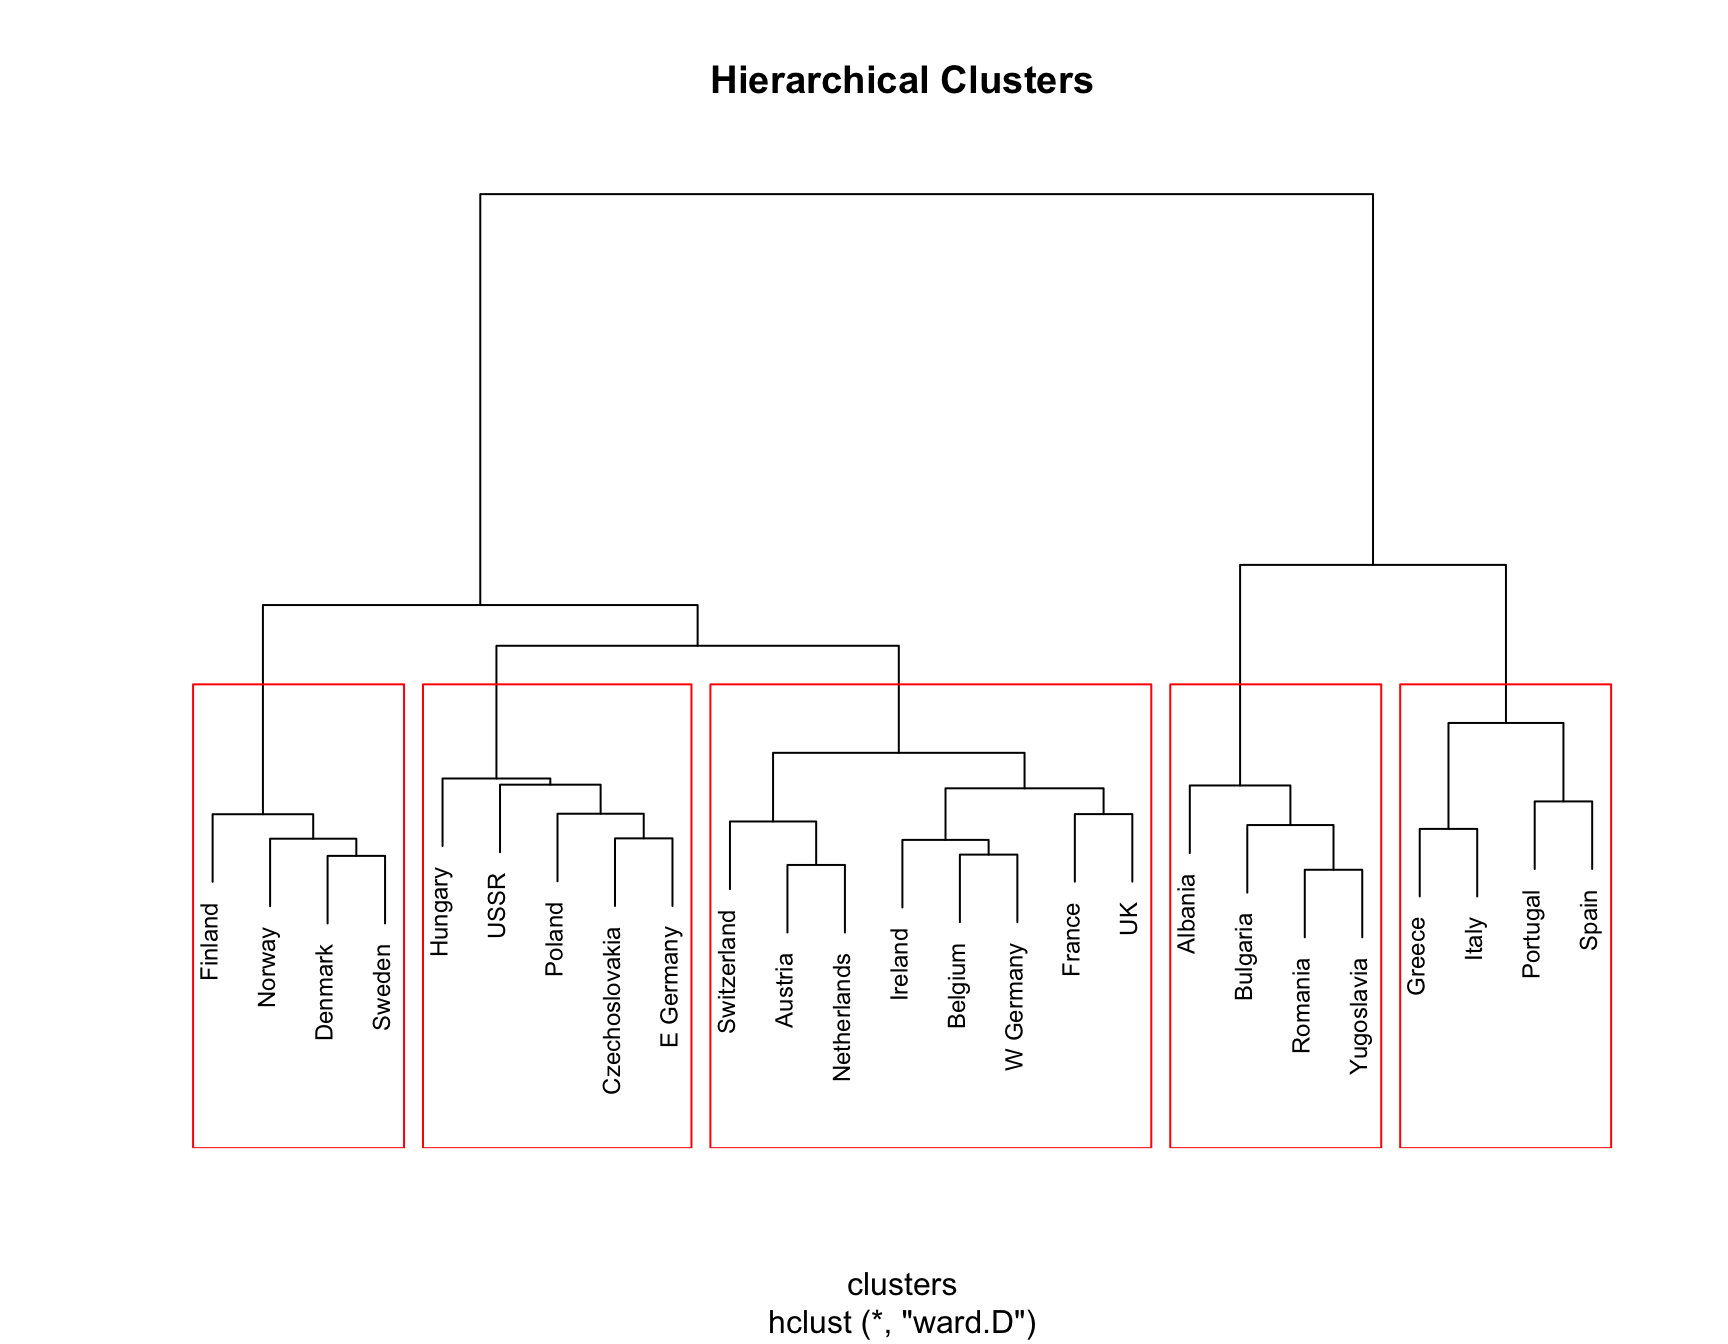 Hierarchical Clusters
Finland
Norway
Denmark
Sweden
Hungary
USSR
Poland
Czechoslovakia
E Germany
Switzerland
Austria
Netherlands
Ireland
Belgium
W Germany
France
UK
Albania
Bulgaria
Romania
Yugoslavia
Greece
Italy
Portugal
Spain
clusters
hclust (*, "ward.D")